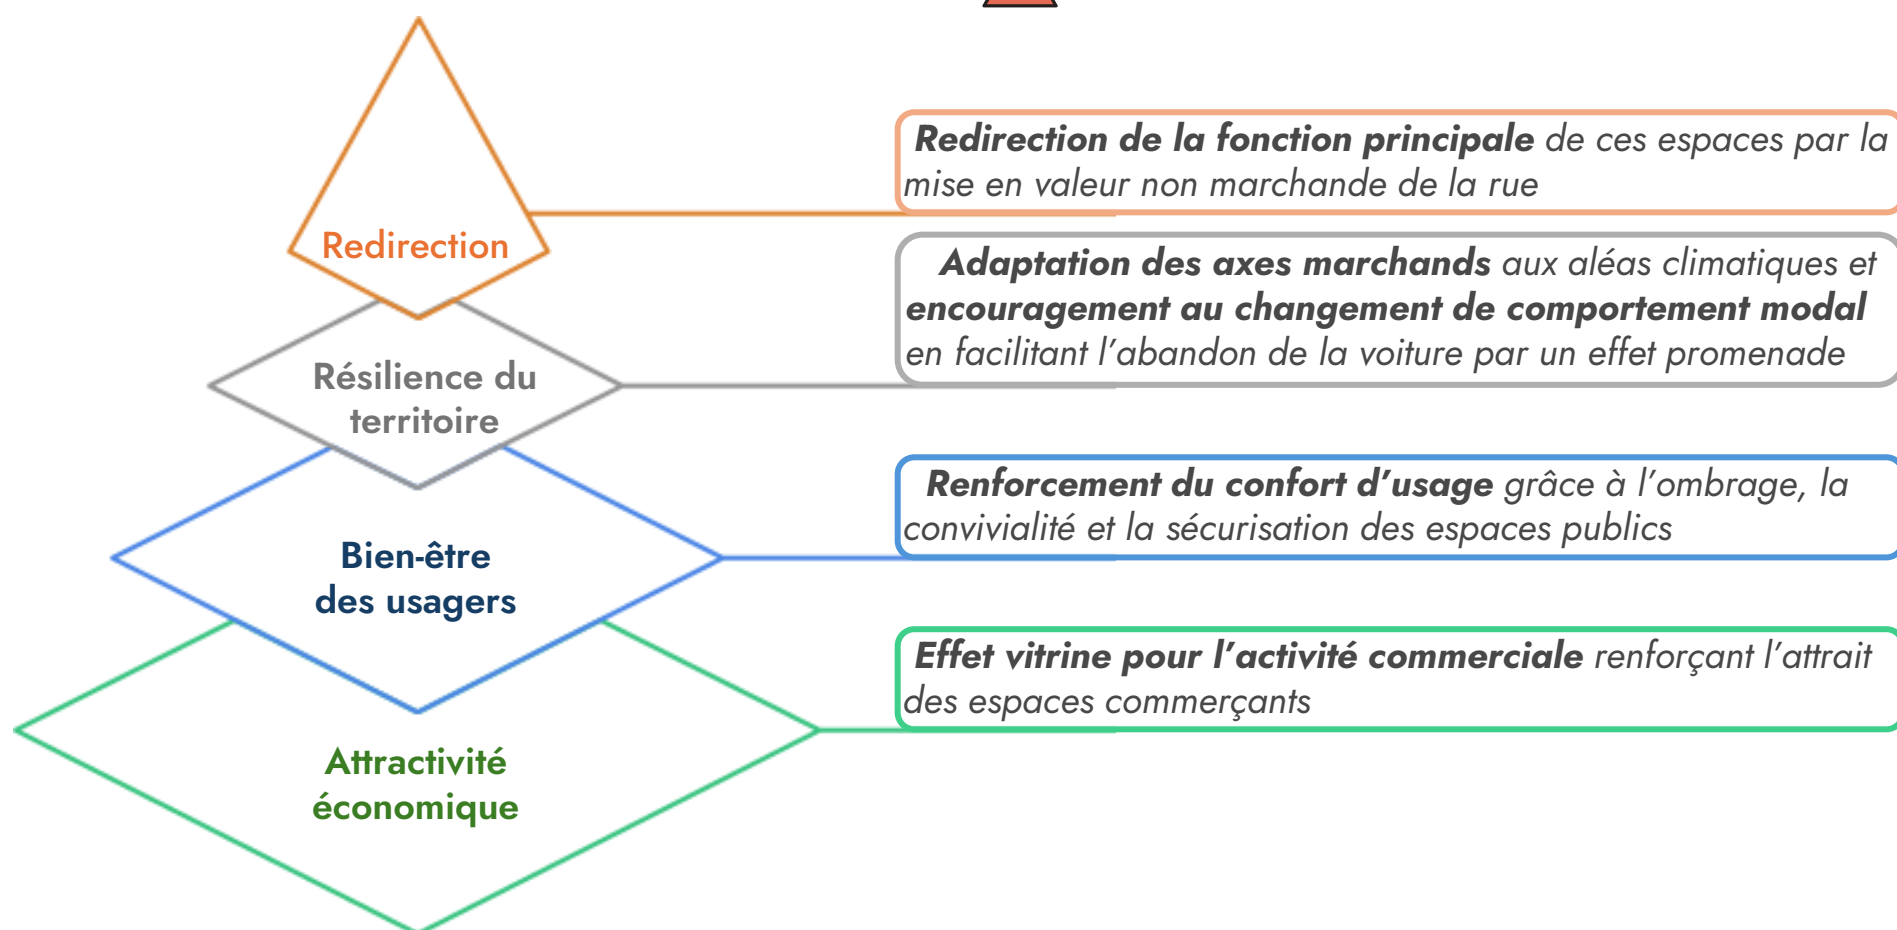 Redirection de la fonction principale de ces espaces par la
mise en valeur non marchande de la rue
Redirection
Adaptation des axes marchands aux aléas climatiques et
encouragement au changement de comportement modal
en facilitant l’abandon de la voiture par un effet promenade
Résilience du
territoire
Renforcement du confort d’usage grâce à l’ombrage, la
convivialité et la sécurisation des espaces publics
Bien-être
des usagers
Effet vitrine pour l’activité commerciale renforçant l’attrait
des espaces commerçants
Attractivité
économique